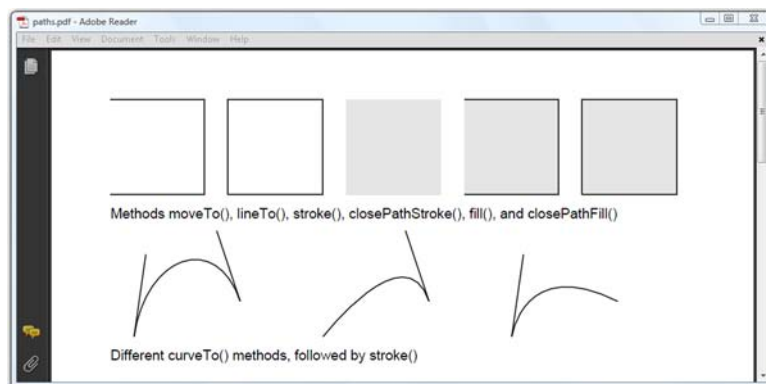 paths.pdf - Adobe Reader
File Edit View Document Tools Window Help
Methods moveTo(), lineTo(), stroke(), closePathStroke(), fill(), and closePathFill()
Different curveTo() methods, followed by stroke()